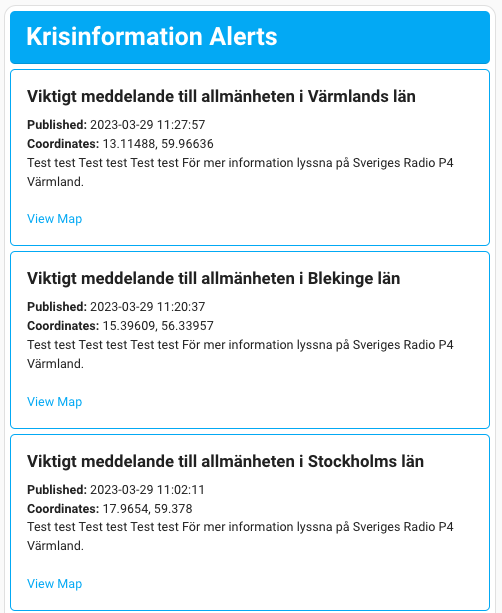 Krisinformation Alerts
Viktigt meddelande till allmänheten i Värmlands län
Published: 2023-03-29 11:27:57
Coordinates: 13.11488, 59.96636
Test test Test test Test test För mer information lyssna på Sveriges Radio P4
Värmland.
View Map
Viktigt meddelande till allmänheten i Blekinge län
Published: 2023-03-29 11:20:37
Coordinates: 15.39609, 56.33957
Test test Test test Test test För mer information lyssna på Sveriges Radio P4
Värmland.
View Map
Viktigt meddelande till allmänheten i Stockholms län
Published: 2023-03-29 11:02:11
Coordinates: 17.9654, 59.378
Test test Test test Test test För mer information lyssna på Sveriges Radio P4
Värmland.
View Map